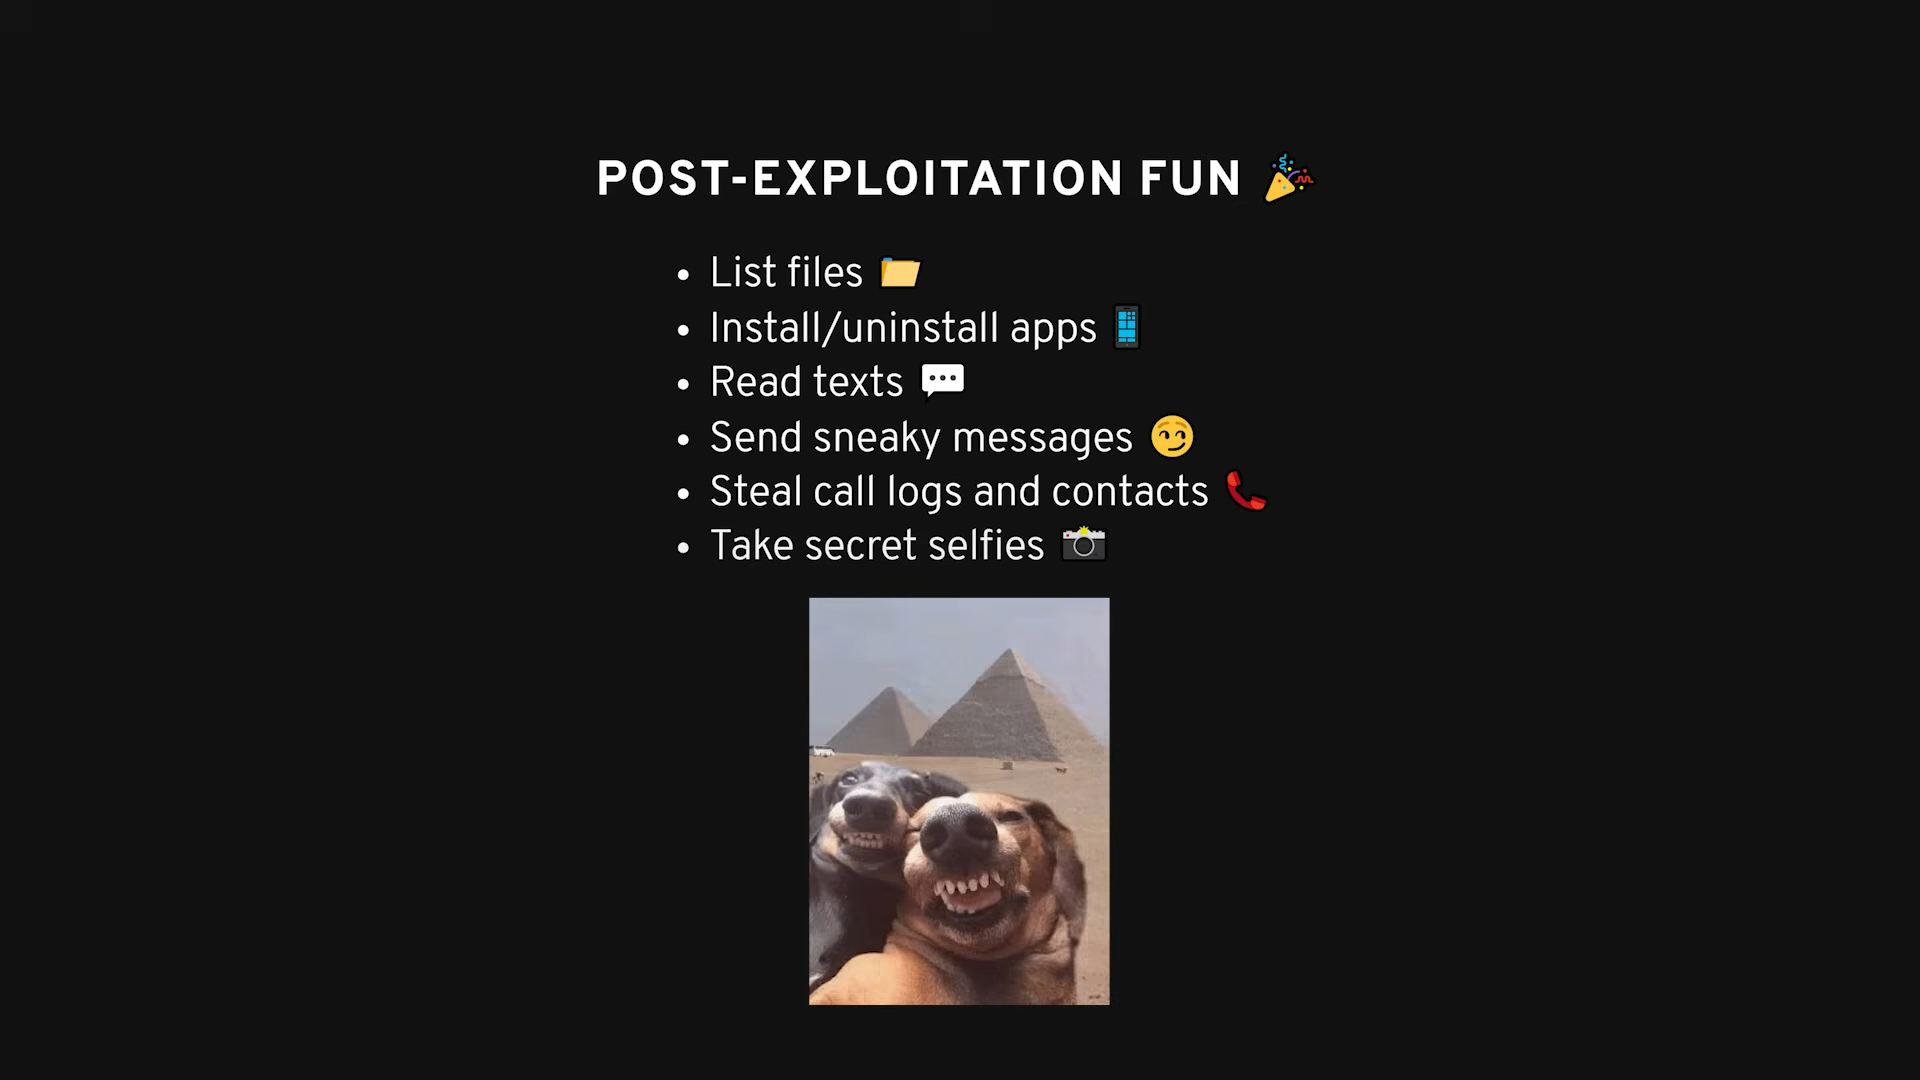 POST-EXPLOITATION FUN 🎉
• List files 📁
• Install/uninstall apps 📱
• Read texts 💬
• Send sneaky messages 😏
• Steal call logs and contacts 📞
• Take secret selfies 📸